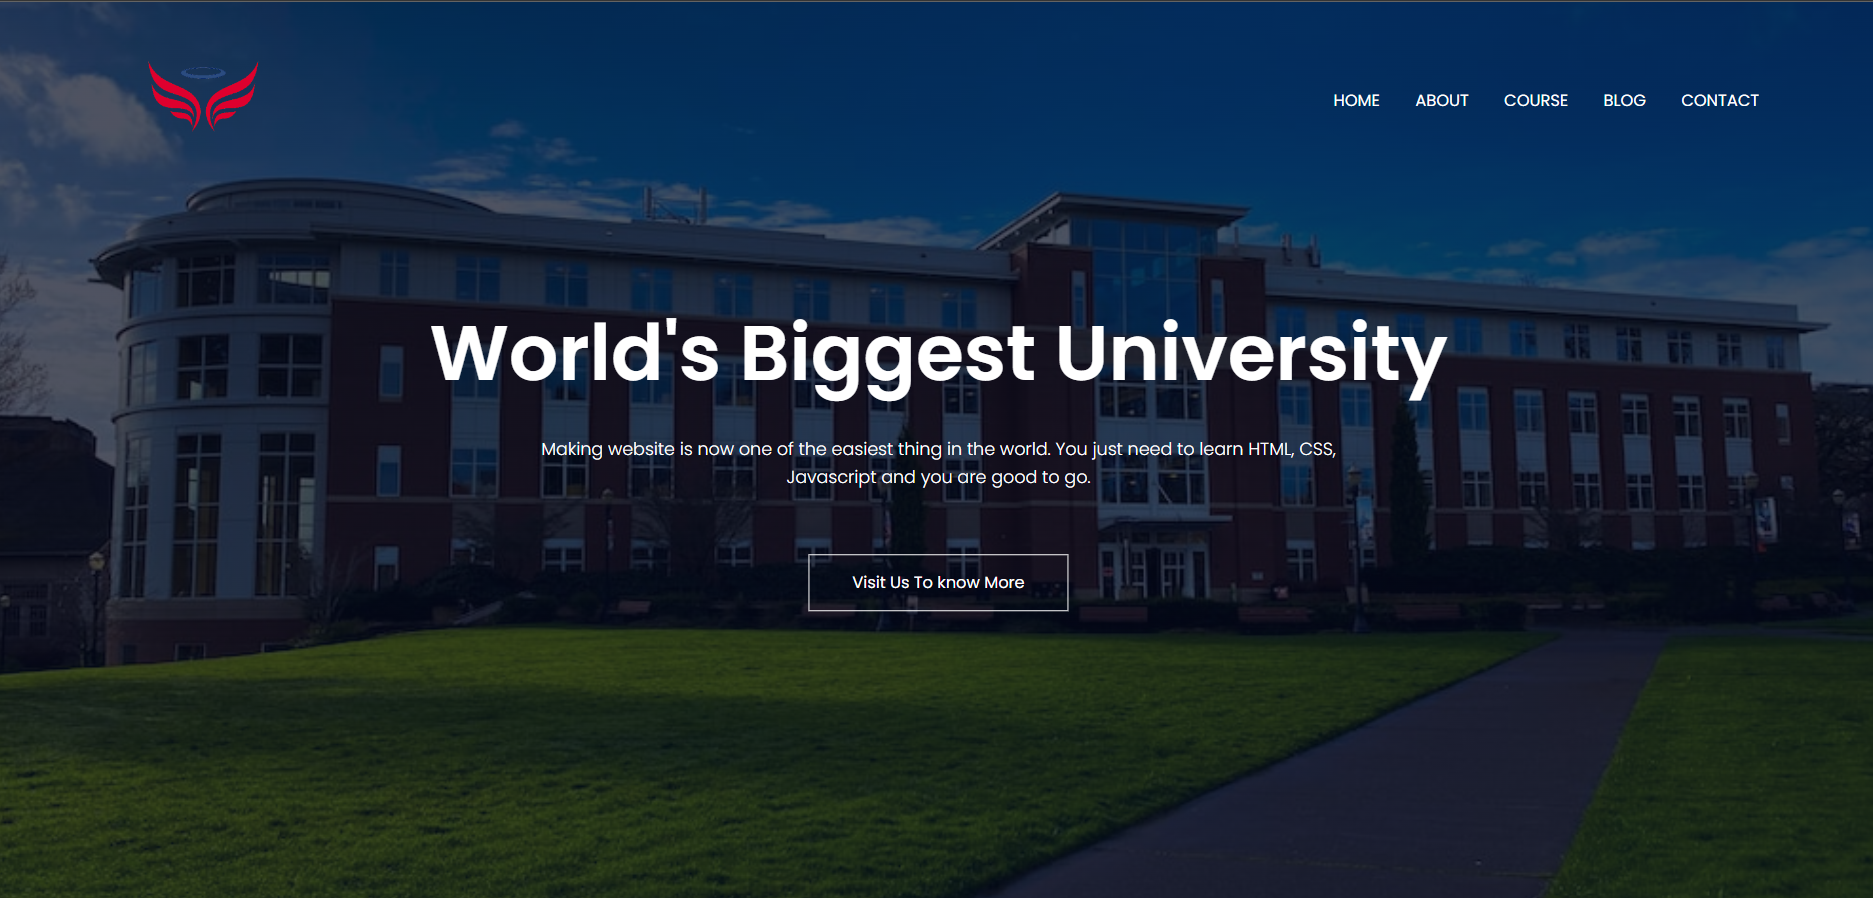 HOME ABOUT COURSE BLOG CONTACT
World's Biggest University
Making website is now one of the easiest thing in the world. You just need to learn HTML, CSS,
Javascript and you are good to go.
Visit Us To know More